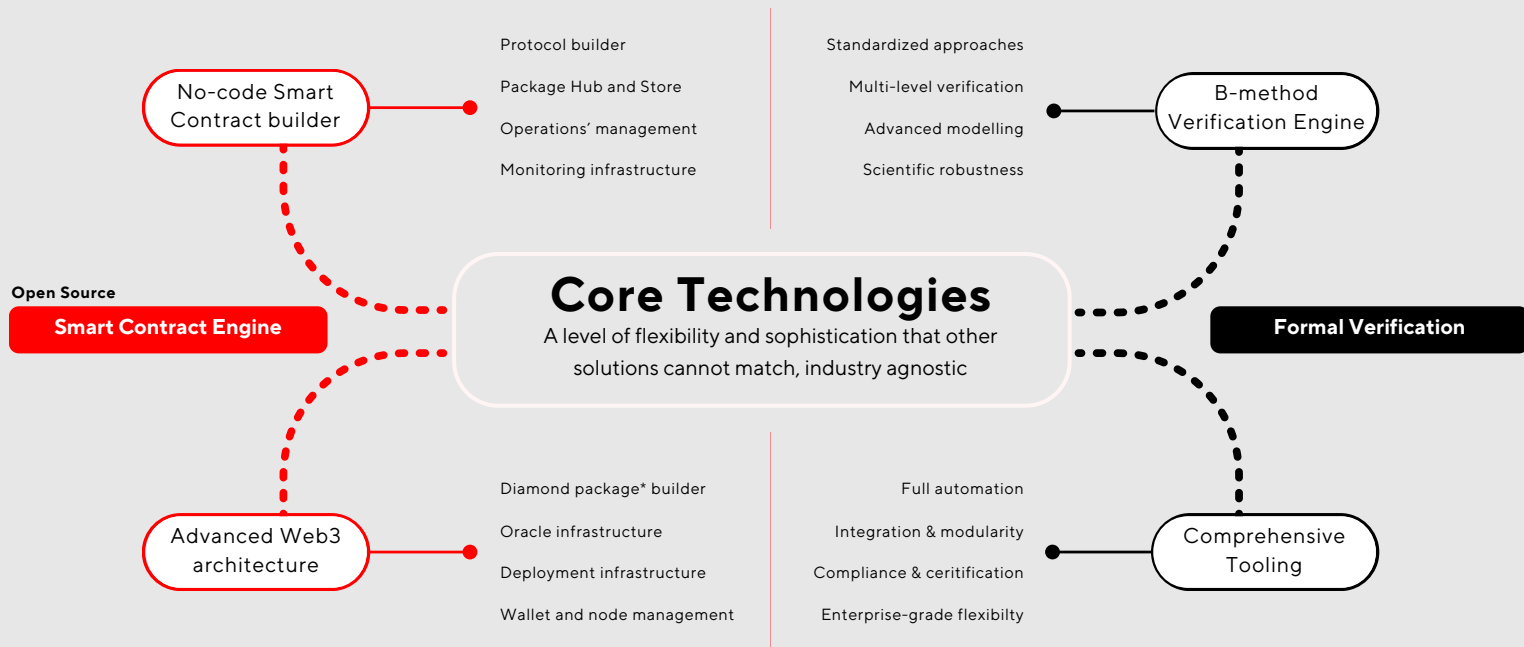 No-code Smart
Contract builder
Protocol builder
Package Hub and Store
Operations’ management
Monitoring infrastructure
Standardized approaches
Multi-level verification
Advanced modelling
Scientific robustness
B-method
Verification Engine
Open Source
Smart Contract Engine
Core Technologies
A level of flexibility and sophistication that other
solutions cannot match, industry agnostic
Formal Verification
Advanced Web3
architecture
Diamond package* builder
Oracle infrastructure
Deployment infrastructure
Wallet and node management
Full automation
Integration & modularity
Compliance & ceritification
Enterprise-grade flexibilty
Comprehensive
Tooling